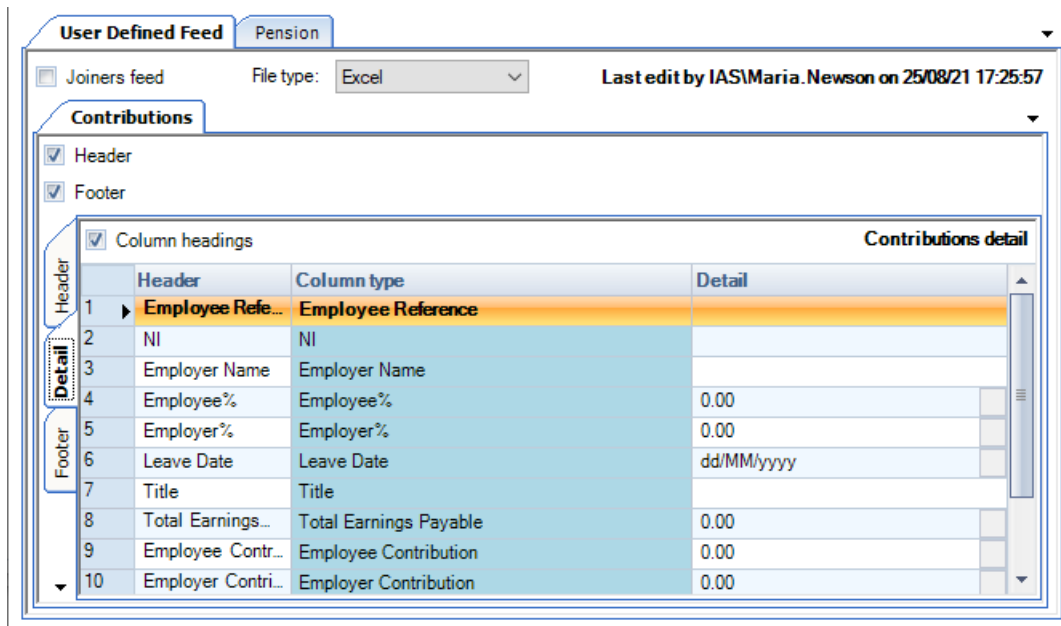 User Defined Feed Pension
Joiners feed File type: Excel Last edit by IAS\Maria.Newson on 25/08/21 17:25:57
Contributions
Header
Footer
Header
Detail
Footer
Column headings Contributions detail
Header Column type Detail
1 Employee Refe... Employee Reference
2 NI NI
3 Employer Name Employer Name
4 Employee% Employee% 0.00
5 Employer% Employer% 0.00
6 Leave Date Leave Date dd/MM/yyyy
7 Title Title
8 Total Earnings... Total Earnings Payable 0.00
9 Employee Contr... Employee Contribution 0.00
10 Employer Contri... Employer Contribution 0.00